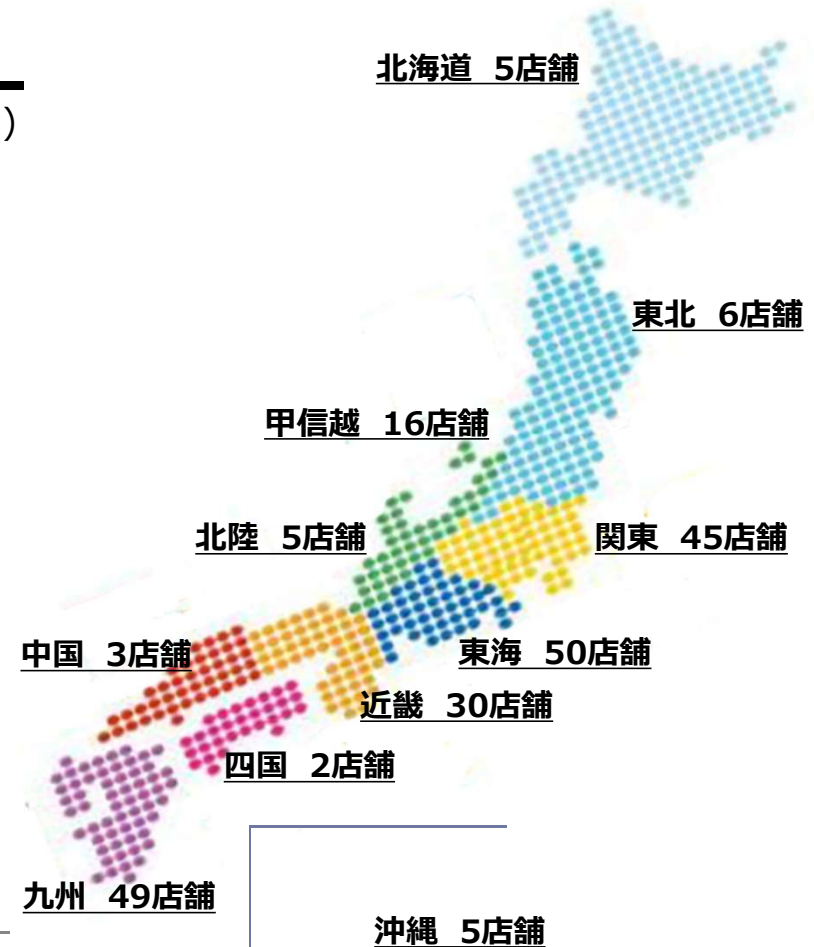 北海道 5店舗
）
東北 6店舗
甲信越 16店舗
北陸 5店舗
関東 45店舗
中国 3店舗
東海 50店舗
近畿 30店舗
四国 2店舗
九州 49店舗
沖縄 5店舗